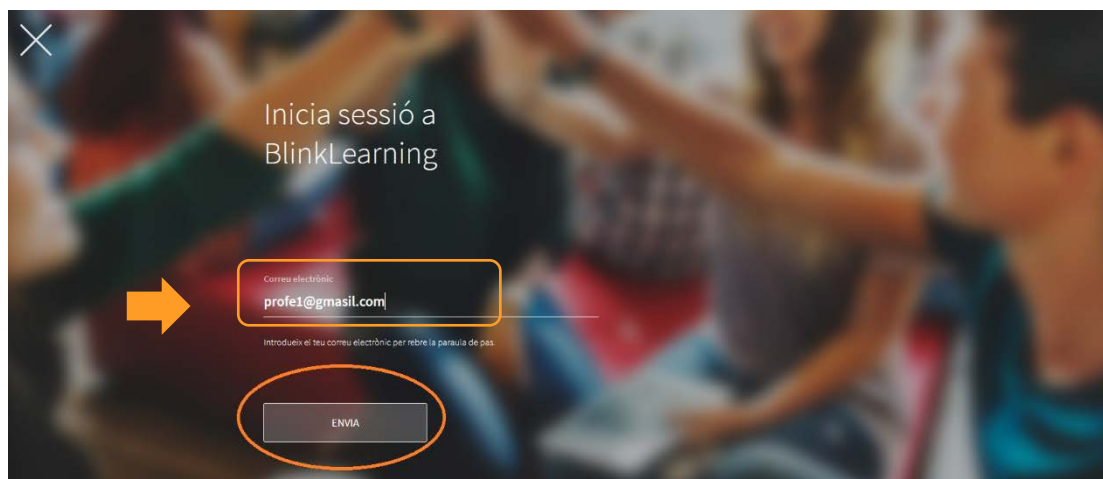 Inicia sessió a
BlinkLearning
Correu electrònic
profe1@gmasil.com
Introdueix el teu correu electrònic per rebre la paraula de pas.
ENVIA